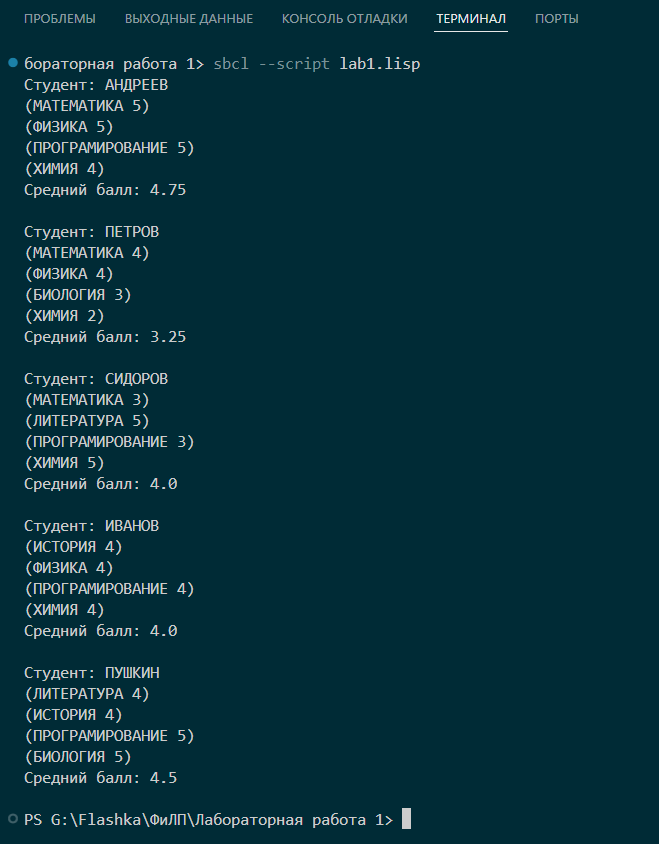 ПРОБЛЕМЫ ВЫХОДНЫЕ ДАННЫЕ КОНСОЛЬ ОТЛАДКИ ТЕРМИНАЛ ПОРТЫ
бораторная работа 1> sbcl --script lab1.lisp
Студент: АНДРЕЕВ
(МАТЕМАТИКА 5)
(ФИЗИКА 5)
(ПРОГРАМИРОВАНИЕ 5)
(ХИМИЯ 4)
Средний балл: 4.75
Студент: ПЕТРОВ
(МАТЕМАТИКА 4)
(ФИЗИКА 4)
(БИОЛОГИЯ 3)
(ХИМИЯ 2)
Средний балл: 3.25
Студент: СИДОРОВ
(МАТЕМАТИКА 3)
(ЛИТЕРАТУРА 5)
(ПРОГРАМИРОВАНИЕ 3)
(ХИМИЯ 5)
Средний балл: 4.0
Студент: ИВАНОВ
(ИСТОРИЯ 4)
(ФИЗИКА 4)
(ПРОГРАМИРОВАНИЕ 4)
(ХИМИЯ 4)
Средний балл: 4.0
Студент: ПУШКИН
(ЛИТЕРАТУРА 4)
(ИСТОРИЯ 4)
(ПРОГРАМИРОВАНИЕ 5)
(БИОЛОГИЯ 5)
Средний балл: 4.5
PS G:\Flashka\ФиЛП\Лабораторная работа 1>